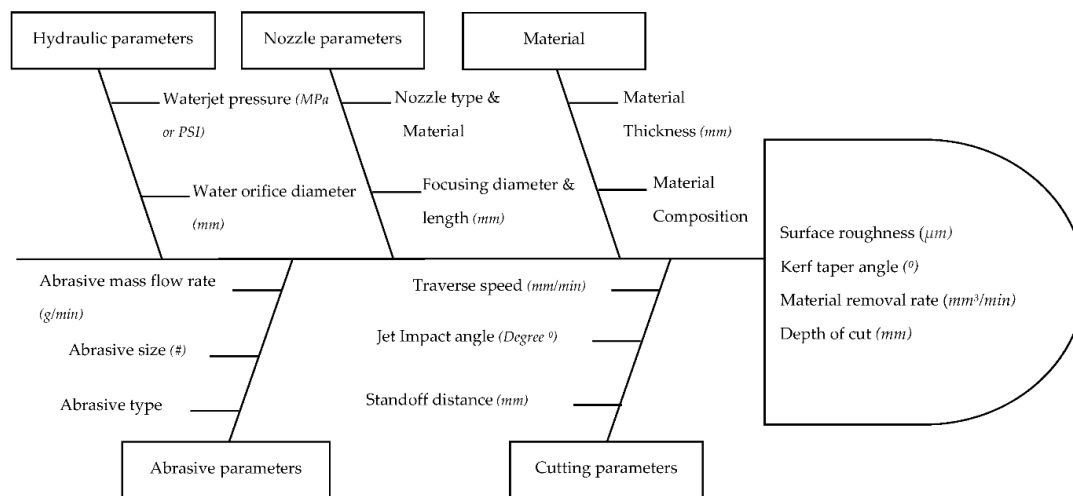 Hydraulic parameters
Nozzle parameters
Material
Waterjet pressure (MPa
or PSI)
Water orifice diameter
(mm)
Nozzle type &
Material
Focusing diameter &
length (mm)
Material
Thickness (mm)
Material
Composition
Surface roughness (µm)
Kerf taper angle (⁰)
Material removal rate (mm³/min)
Depth of cut (mm)
Abrasive mass flow rate
(g/min)
Abrasive size (#)
Abrasive type
Traverse speed (mm/min)
Jet Impact angle (Degree ⁰)
Standoff distance (mm)
Abrasive parameters
Cutting parameters